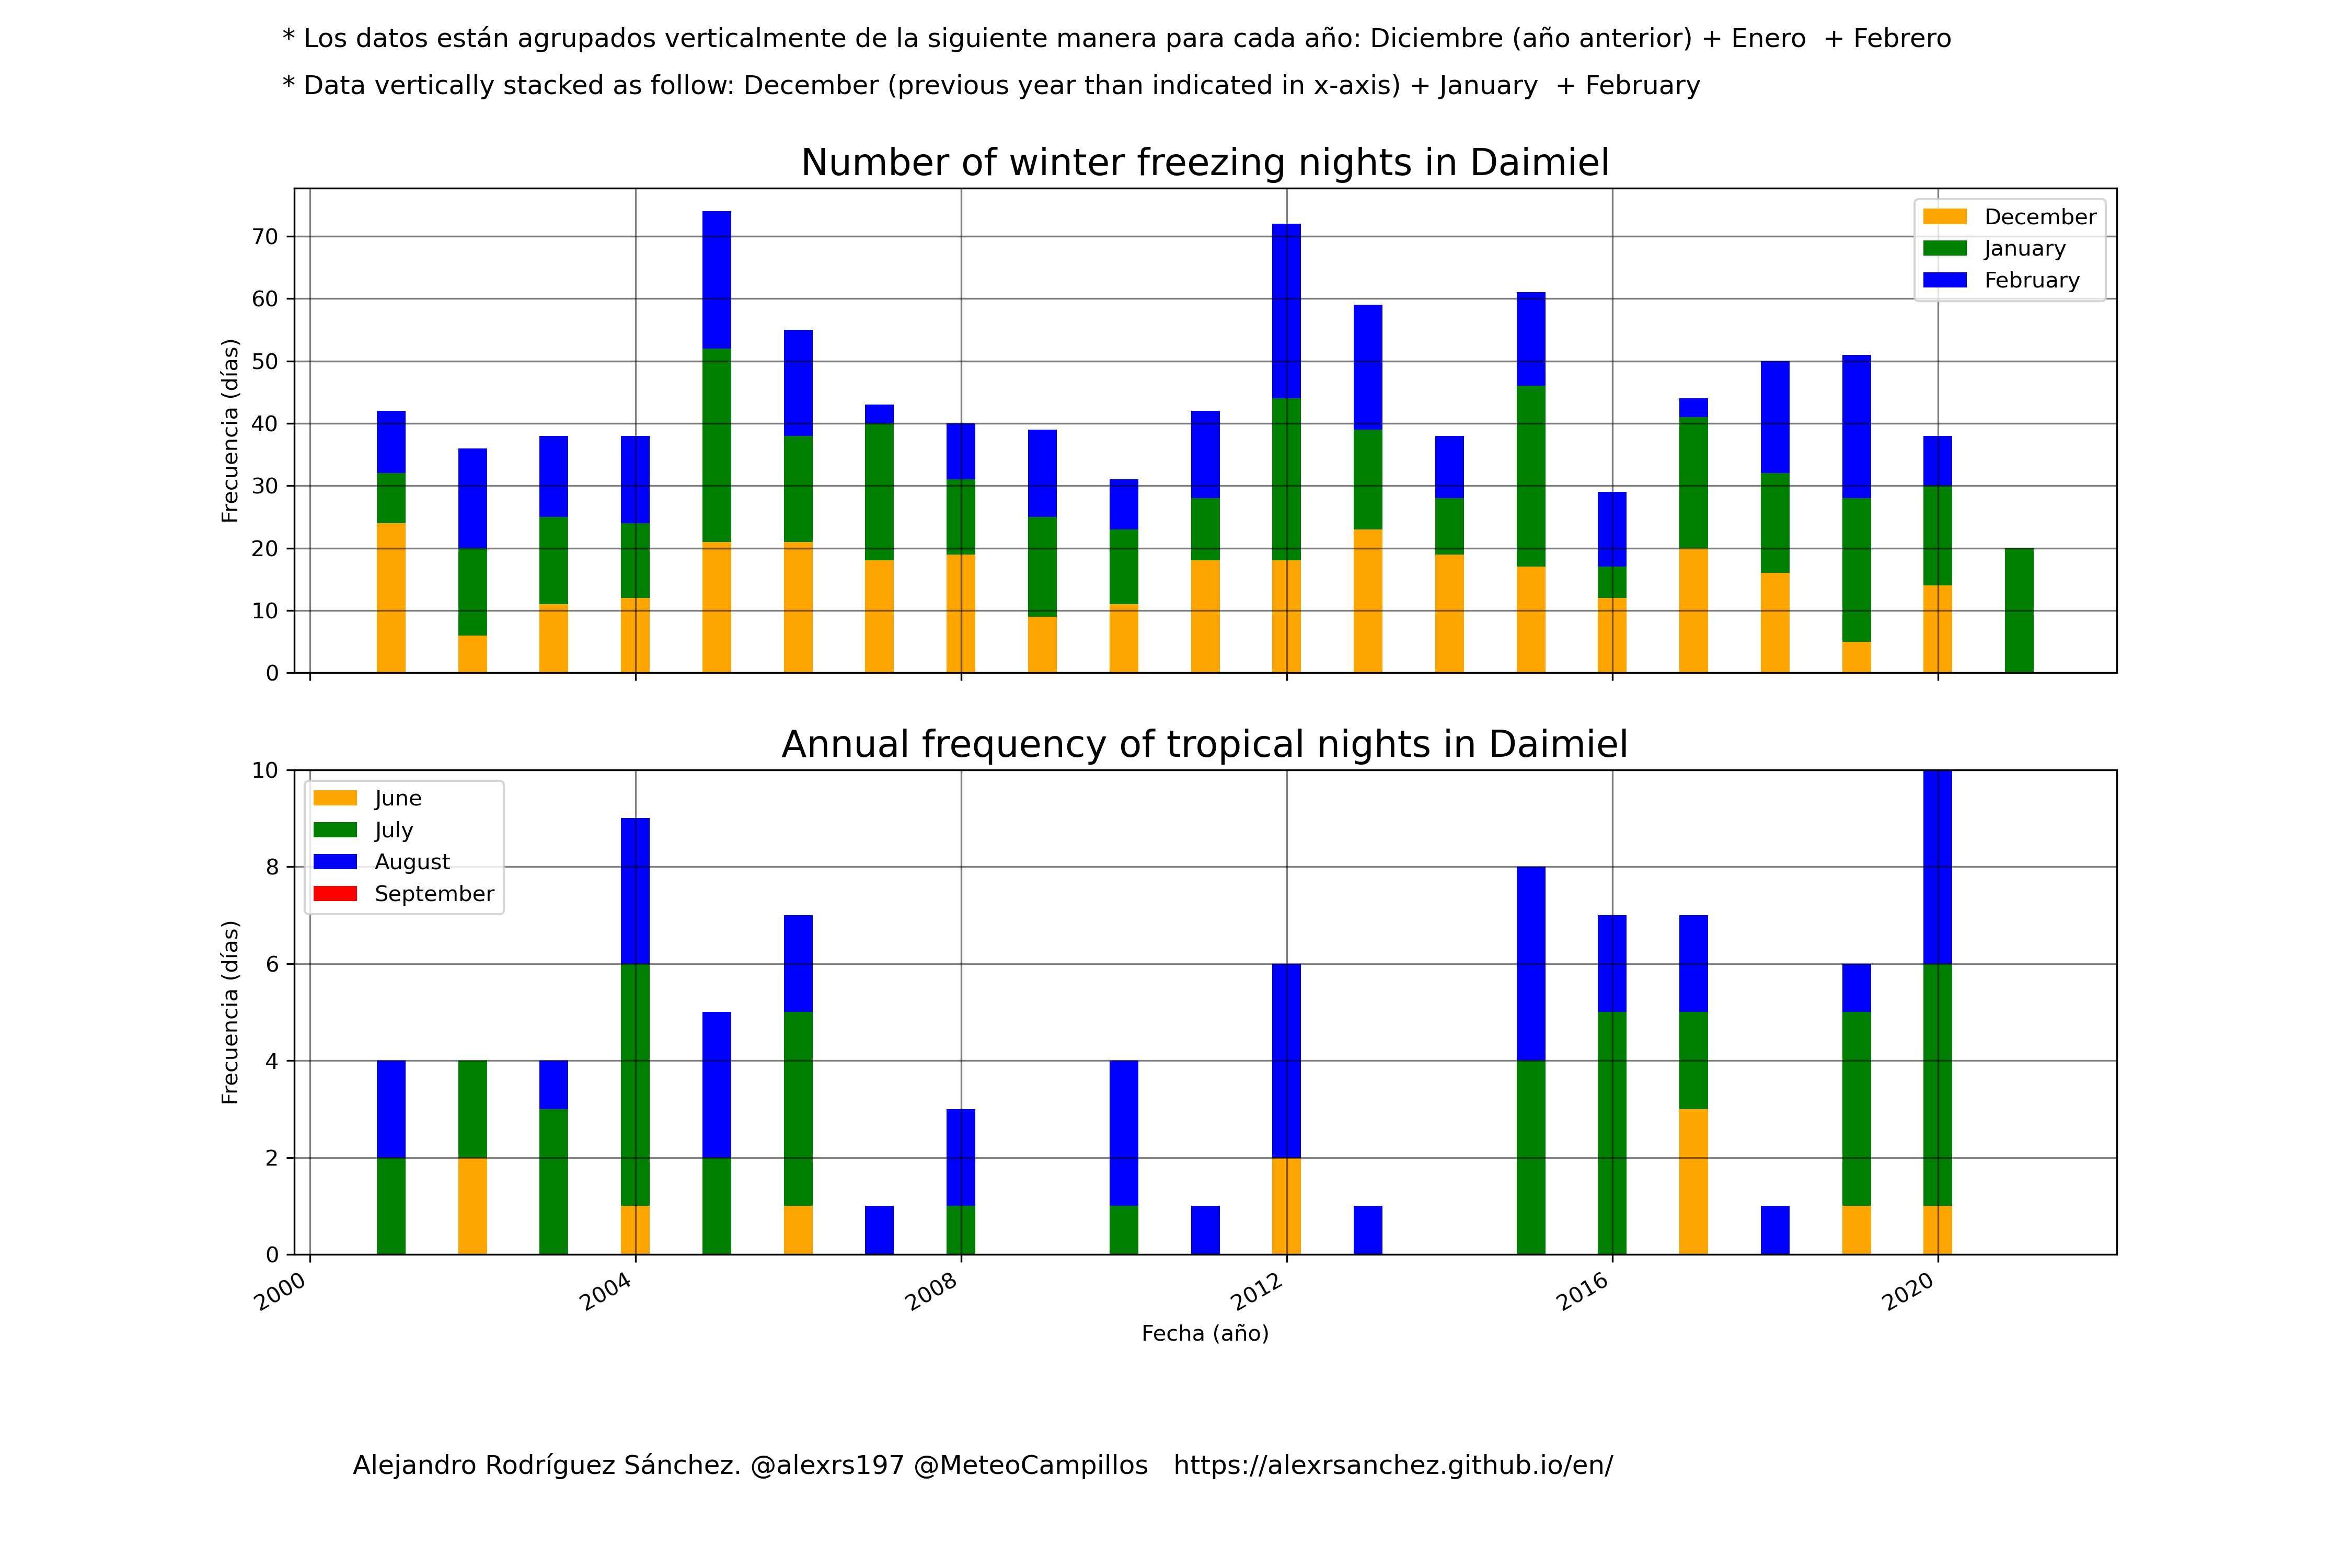 * Los datos están agrupados verticalmente de la siguiente manera para cada año: Diciembre (año anterior) + Enero  + Febrero
* Data vertically stacked as follow: December (previous year than indicated in x-axis) + January  + February
Number of winter freezing nights in Daimiel
Frecuencia (días)
70
60
50
40
30
20
10
0
December
January
February
Annual frequency of tropical nights in Daimiel
Frecuencia (días)
10
8
6
4
2
0
June
July
August
September
2000
2004
2008
2012
2016
2020
Fecha (año)
Alejandro Rodríguez Sánchez. @alexrs197 @MeteoCampillos   https://alexrsanchez.github.io/en/